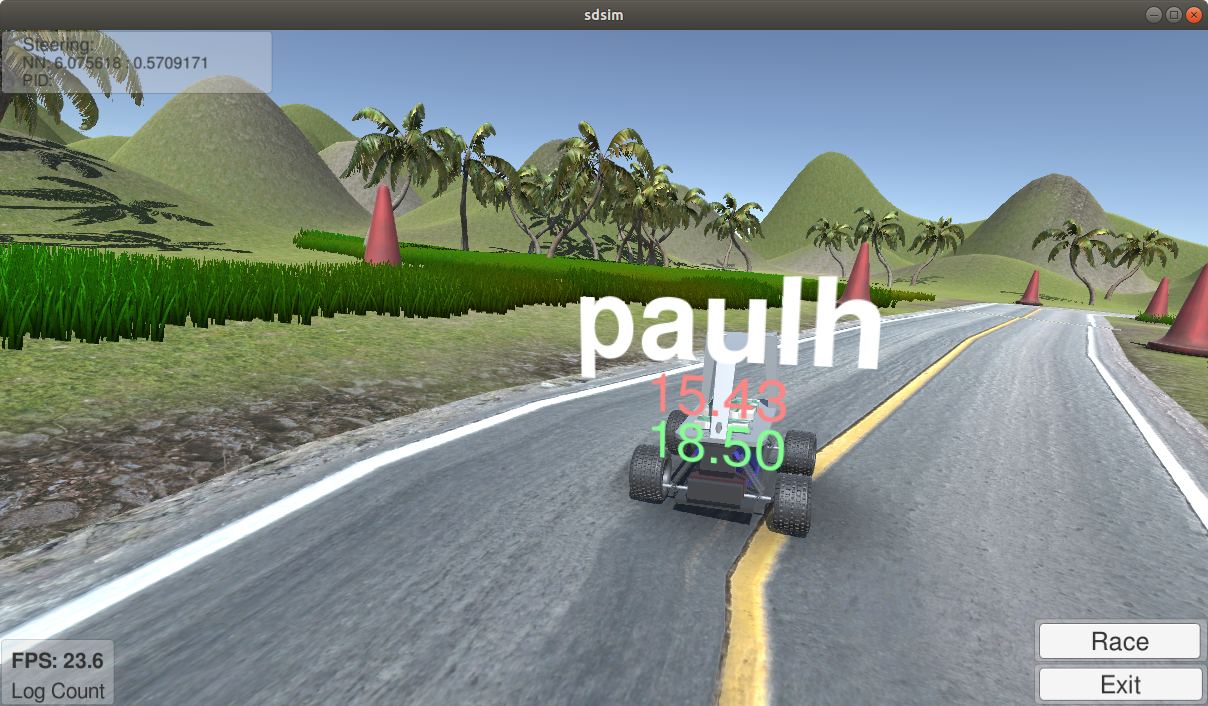 sdsim
Steering:
NN: 6.075618 : 0.5709171
PID:
paulh
15.43
18.50
FPS: 23.6
Log Count
Race
Exit